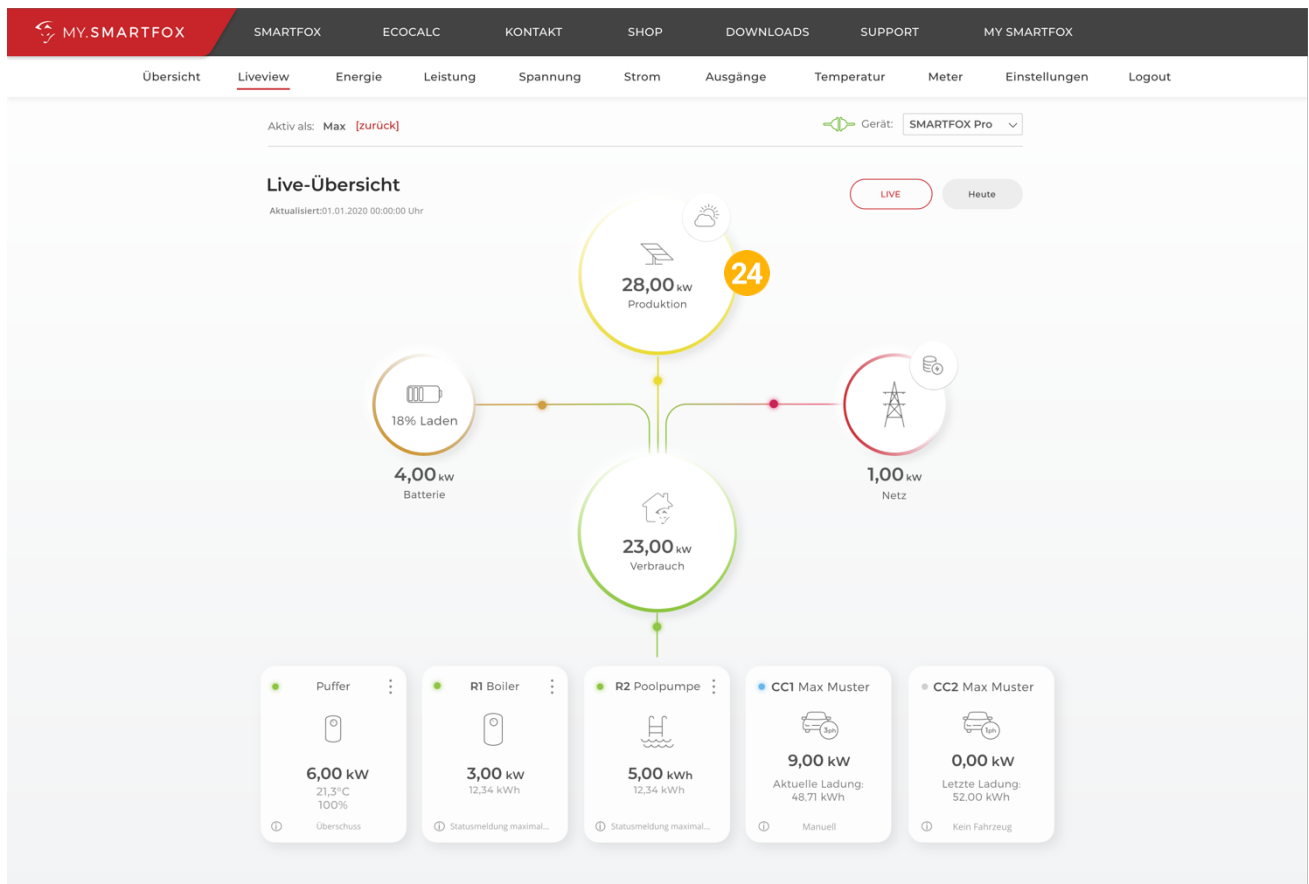 MY.SMARTFOX SMARTFOX ECOCALC KONTAKT SHOP DOWNLOADS SUPPORT MY SMARTFOX
Übersicht Liveview Energie Leistung Spannung Strom Ausgänge Temperatur Meter Einstellungen Logout
Aktiv als: Max [zurück] Gerät: SMARTFOX Pro
Live-Übersicht LIVE Heute
Aktualisiert:01.01.2020 00:00:00 Uhr
24
28,00 kW
Produktion
18% Laden
4,00 kW
Batterie
1,00 kW
Netz
23,00 kW
Verbrauch
Puffer
6,00 kW
21,3°C
100%
Überschuss
R1 Boiler
3,00 kW
12,34 kWh
Statusmeldung maximal...
R2 Poolpumpe
5,00 kWh
12,34 kWh
Statusmeldung maximal...
CC1 Max Muster
3ph
9,00 kW
Aktuelle Ladung:
48,71 kWh
Manuell
CC2 Max Muster
1ph
0,00 kW
Letzte Ladung:
52,00 kWh
Kein Fahrzeug